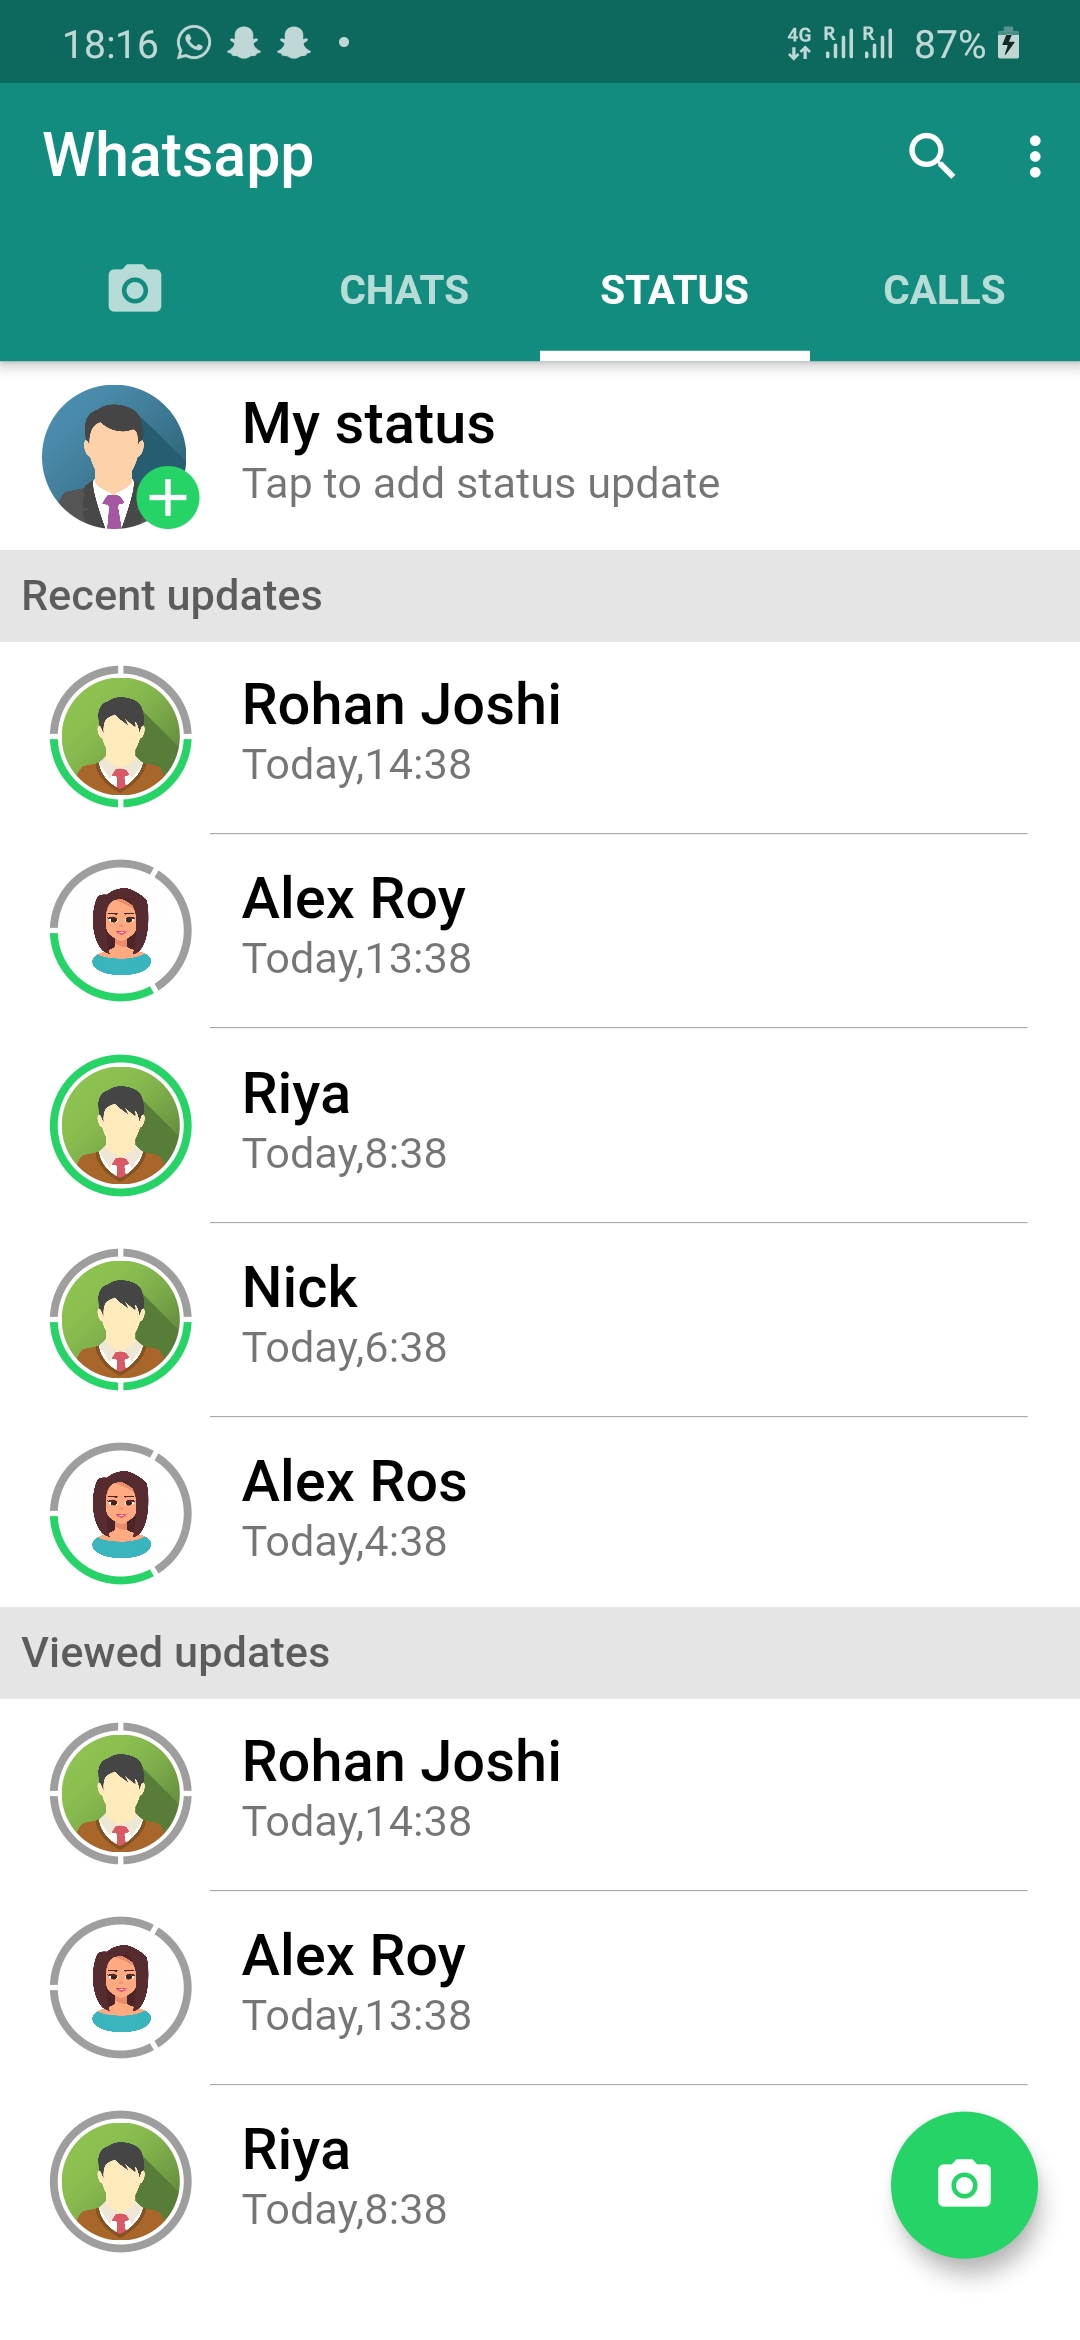 18:16 4G R R 87%
Whatsapp
CHATS STATUS CALLS
My status
Tap to add status update
Recent updates
Rohan Joshi
Today,14:38
Alex Roy
Today,13:38
Riya
Today,8:38
Nick
Today,6:38
Alex Ros
Today,4:38
Viewed updates
Rohan Joshi
Today,14:38
Alex Roy
Today,13:38
Riya
Today,8:38